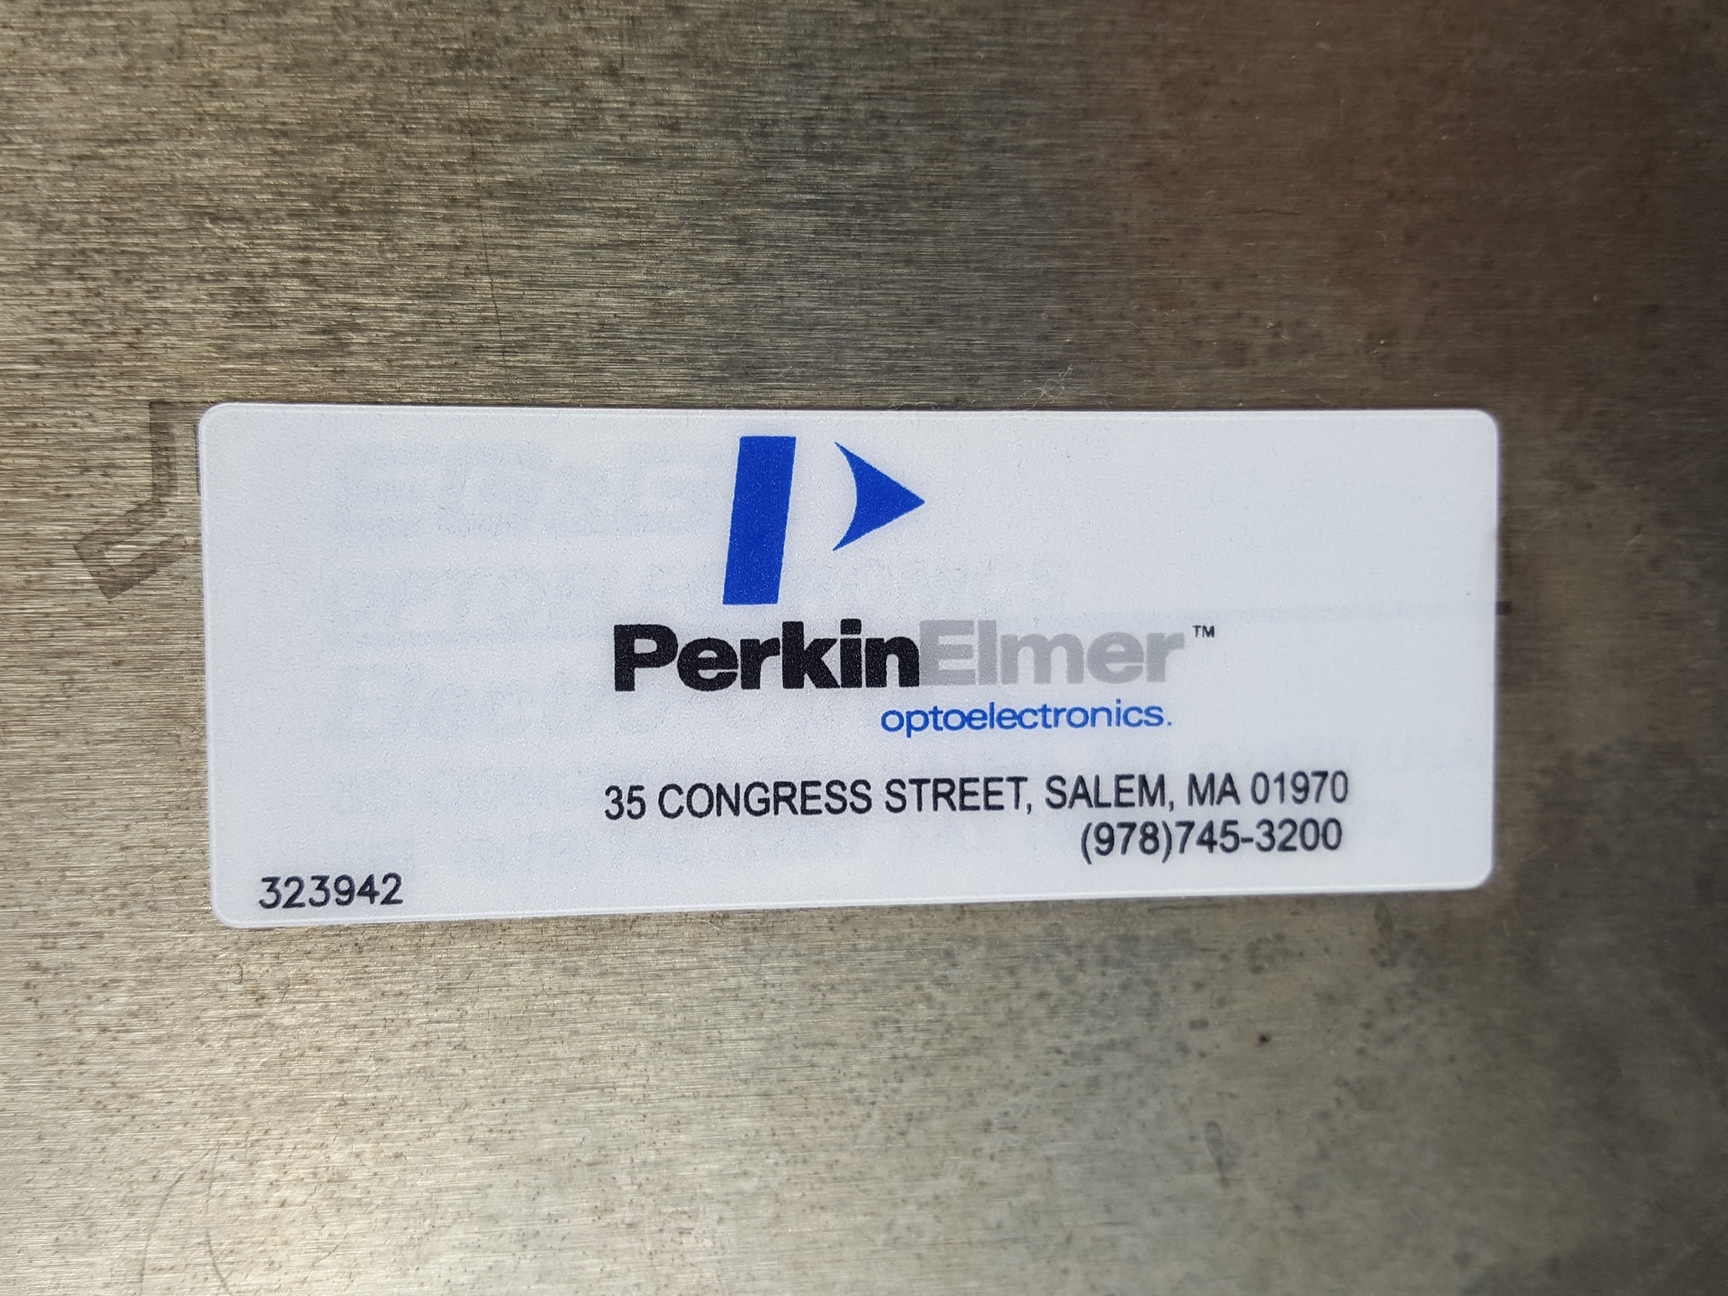 PerkinElmer™
optoelectronics.
35 CONGRESS STREET, SALEM, MA 01970
(978)745-3200
323942